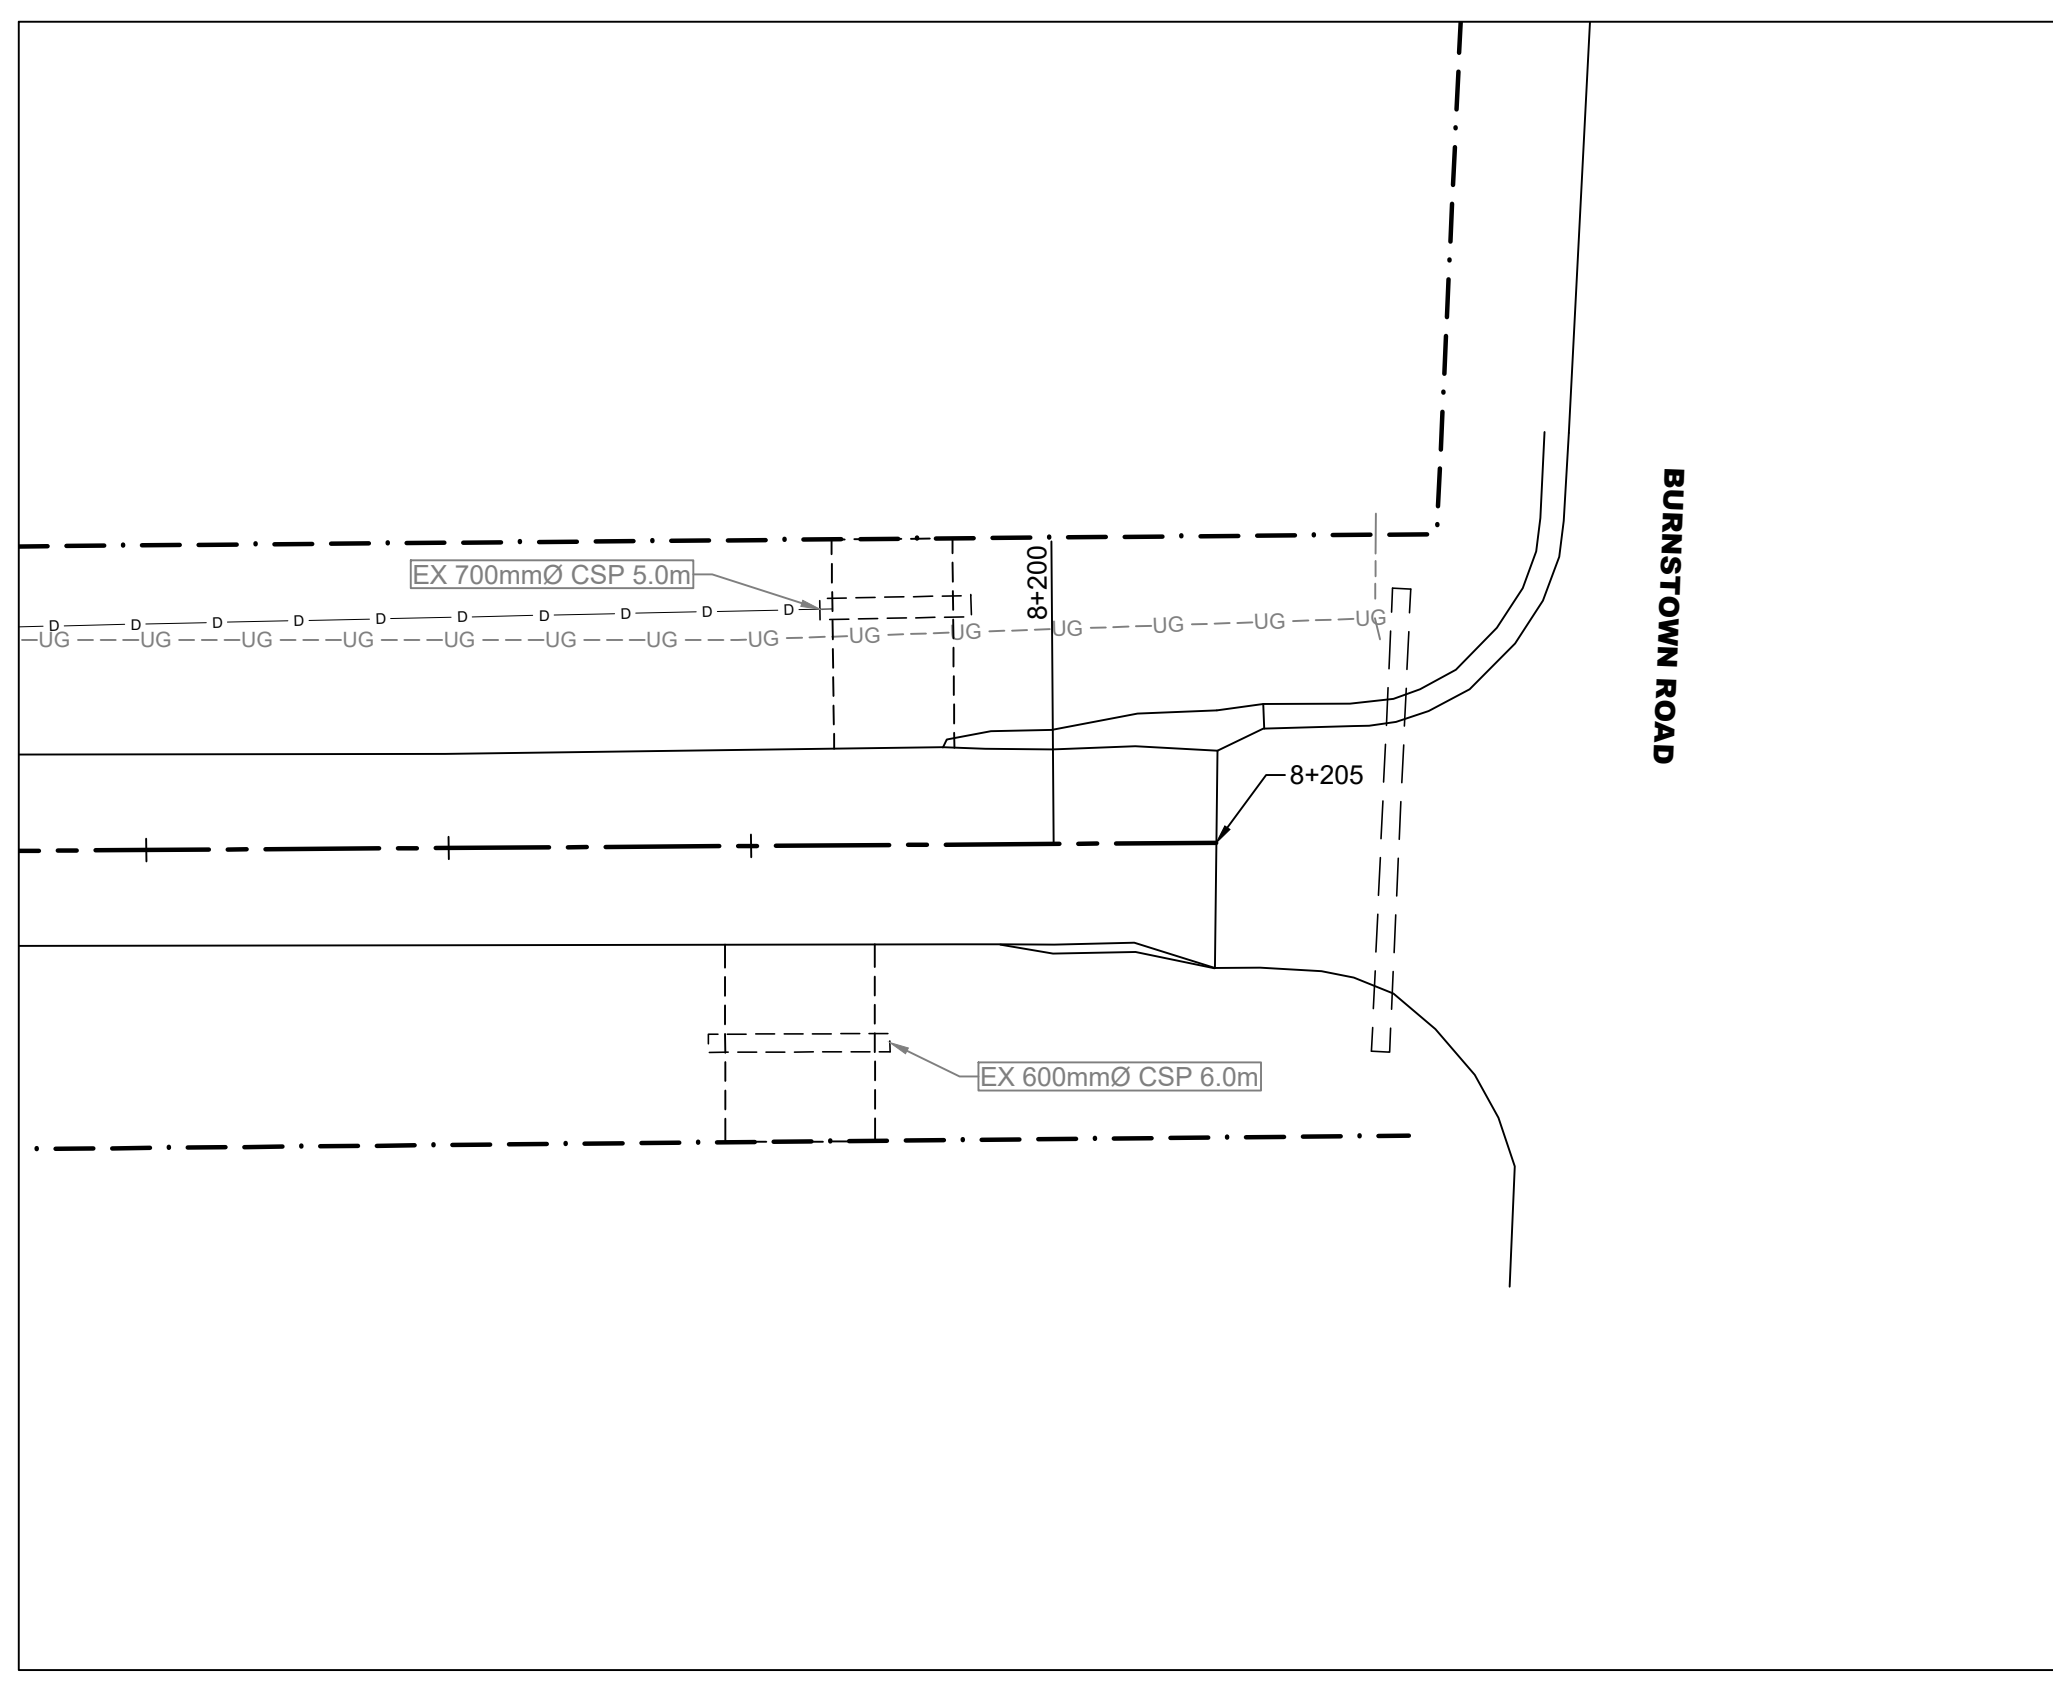 BURNSTOWN ROAD
8+200
EX 700mmØ CSP 5.0m
D D D D D D D D D D
UG UG UG UG UG UG UG UG UG UG UG UG UG UG
8+205
EX 600mmØ CSP 6.0m